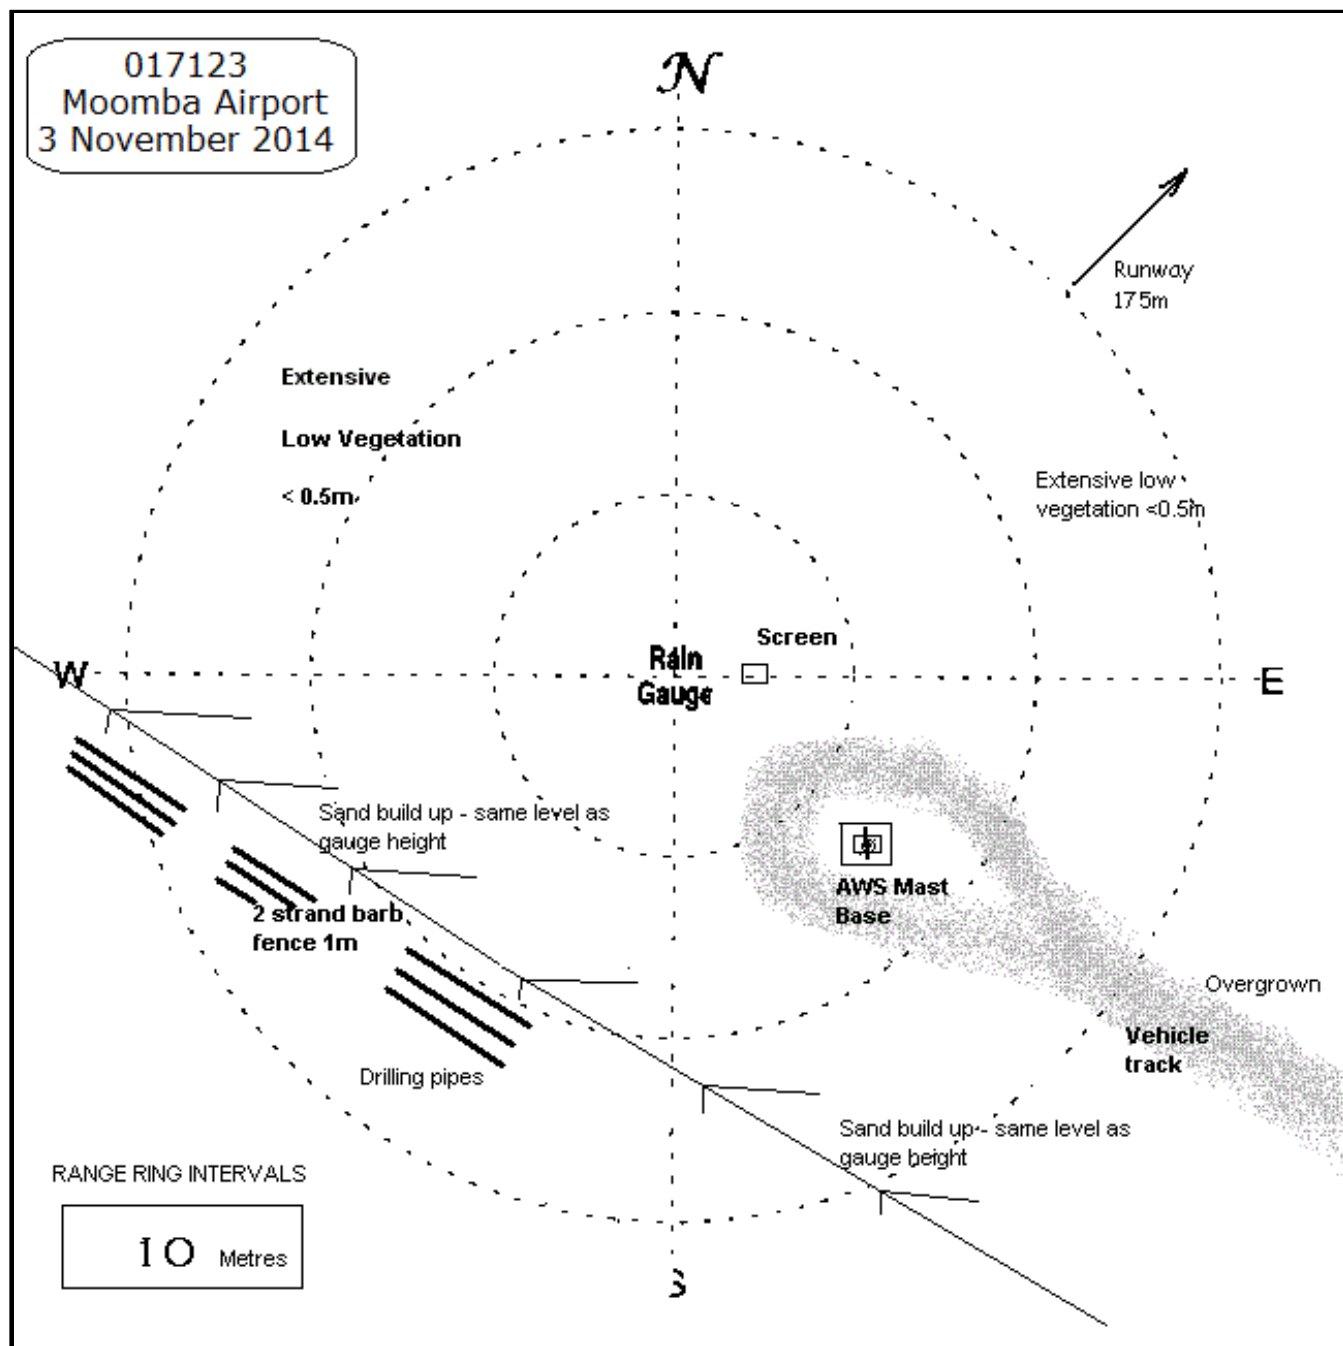 017123
Moomba Airport
3 November 2014
N
Runway
175m
Extensive
Low Vegetation
< 0.5m
Extensive low
vegetation <0.5m
Screen
Rain
Gauge
W
E
Sand build up - same level as
gauge height
AWS Mast
Base
2 strand barb
fence 1m
Overgrown
Vehicle
track
Drilling pipes
Sand build up - same level as
gauge height
RANGE RING INTERVALS
10 Metres
S